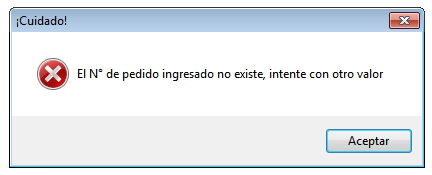 ¡Cuidado!
El N° de pedido ingresado no existe, intente con otro valor
Aceptar